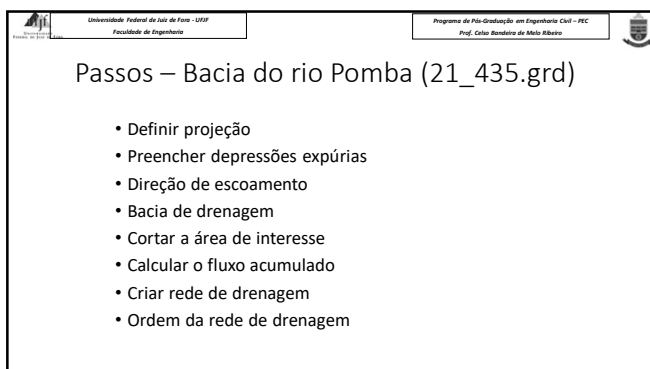 Universidade Federal de Juiz de Fora - UFJF
Faculdade de Engenharia
Programa de Pós-Graduação em Engenharia Civil – PEC
Prof. Celso Bandeira de Melo Ribeiro
Passos – Bacia do rio Pomba (21_435.grd)
• Definir projeção
• Preencher depressões expúrias
• Direção de escoamento
• Bacia de drenagem
• Cortar a área de interesse
• Calcular o fluxo acumulado
• Criar rede de drenagem
• Ordem da rede de drenagem